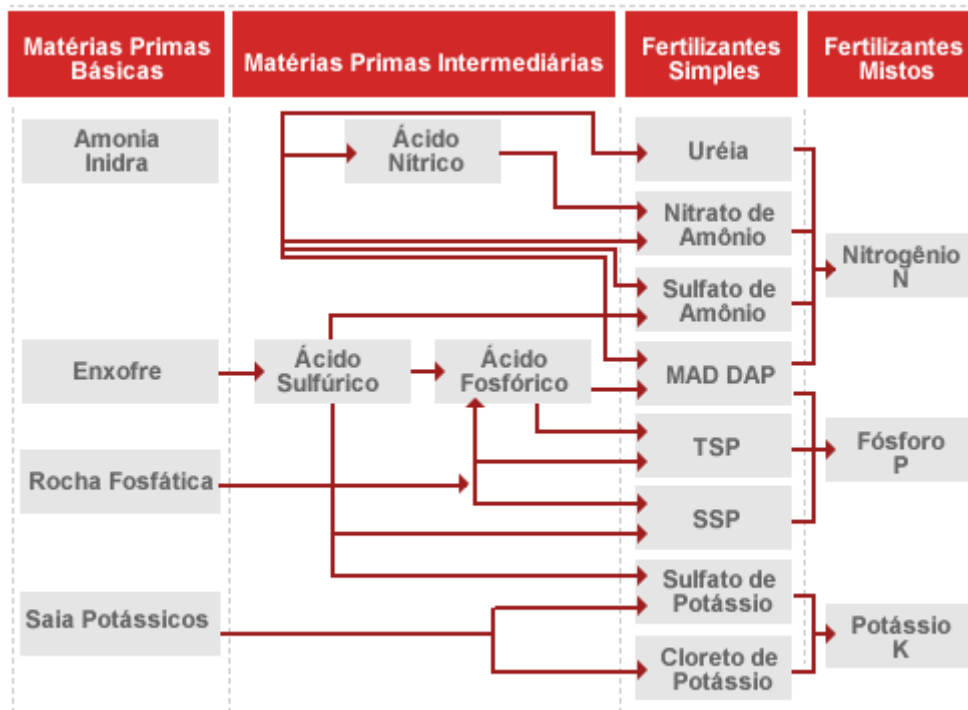 Matérias Primas
Básicas
Matérias Primas Intermediárias
Fertilizantes
Simples
Fertilizantes
Mistos
Amonia
Inidra
Ácido
Nítrico
Uréia
Nitrato de
Amônio
Nitrogênio
N
Sulfato de
Amônio
Enxofre
Ácido
Sulfúrico
Ácido
Fosfórico
MAD DAP
TSP
Fósforo
P
Rocha Fosfática
SSP
Sulfato de
Potássio
Saia Potássicos
Potássio
K
Cloreto de
Potássio